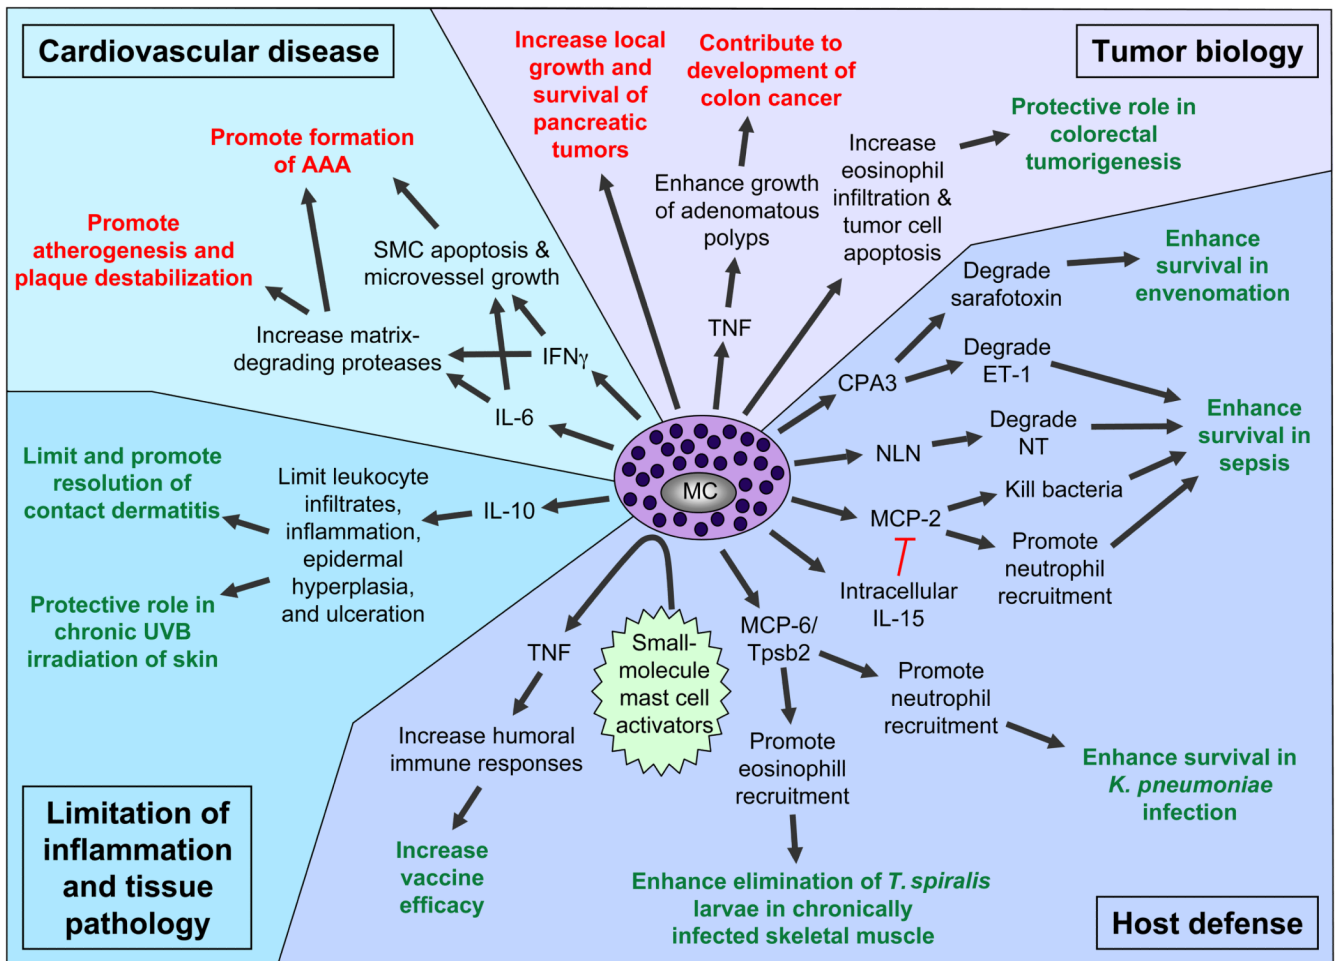 Cardiovascular disease
Promote formation
of AAA
Promote
atherogenesis and
plaque destabilization
SMC apoptosis &
microvessel growth
Increase matrix-
degrading proteases
IFNγ
IL-6
Tumor biology
Increase local
growth and
survival of
pancreatic
tumors
Contribute to
development of
colon cancer
Enhance growth
of adenomatous
polyps
TNF
Increase
eosinophil
infiltration &
tumor cell
apoptosis
Protective role in
colorectal
tumorigenesis
MC
Limit and promote
resolution of
contact dermatitis
Protective role in
chronic UVB
irradiation of skin
Limit leukocyte
infiltrates,
inflammation,
epidermal
hyperplasia,
and ulceration
IL-10
Limitation of
inflammation
and tissue
pathology
CPA3
Degrade
sarafotoxin
Enhance
survival in
envenomation
Degrade
ET-1
NLN
Degrade
NT
Enhance
survival in
sepsis
MCP-2
Kill bacteria
Promote
neutrophil
recruitment
Intracellular
IL-15
MCP-6/
Tpsb2
Promote
neutrophil
recruitment
Enhance survival in
K. pneumoniae
infection
Promote
eosinophill
recruitment
Enhance elimination of T. spiralis
larvae in chronically
infected skeletal muscle
Small-
molecule
mast cell
activators
TNF
Increase humoral
immune responses
Increase
vaccine
efficacy
Host defense